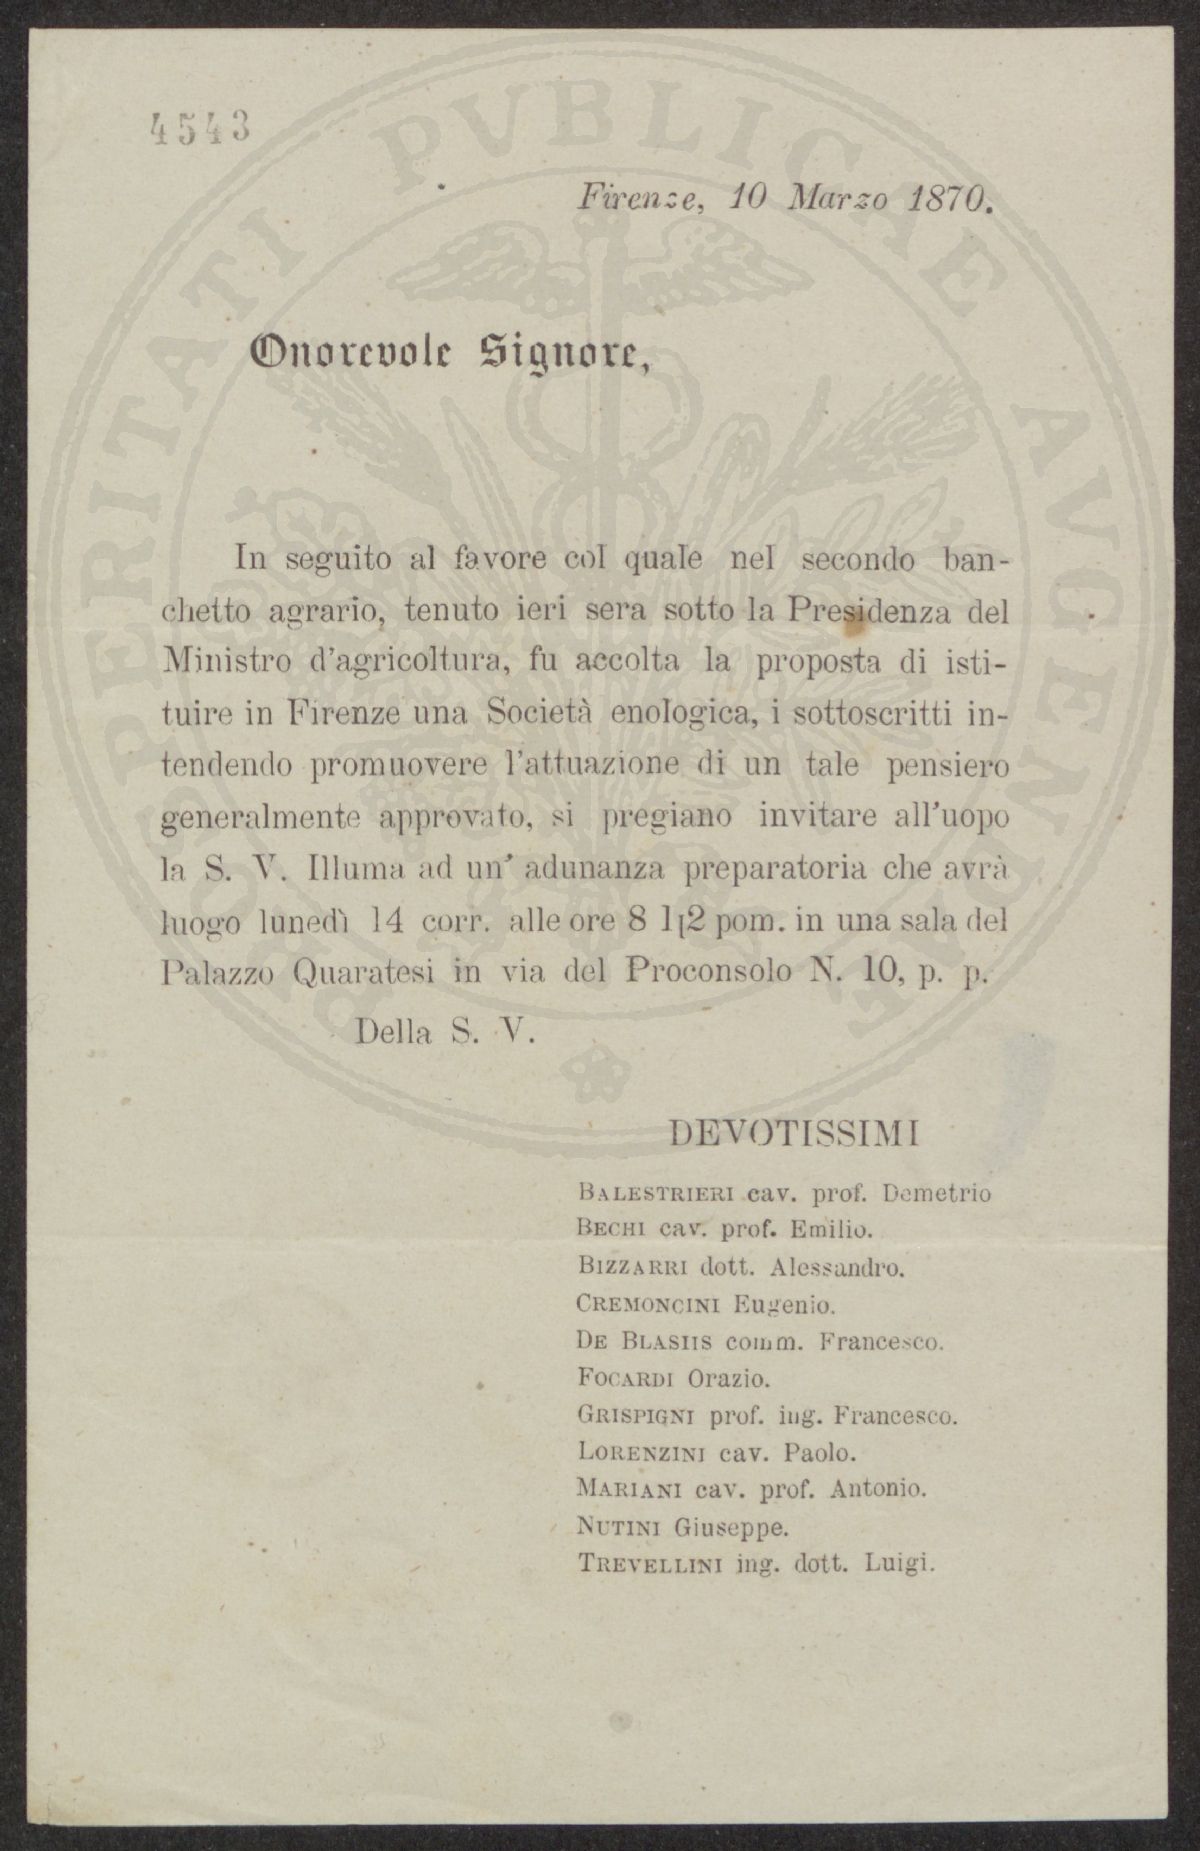 4543
Firenze, 10 Marzo 1870.
Onorevole Signore,
In seguito al favore col quale nel secondo ban-
chetto agrario, tenuto ieri sera sotto la Presidenza del
Ministro d'agricoltura, fu accolta la proposta di isti-
tuire in Firenze una Società enologica, i sottoscritti in-
tendendo promuovere l'attuazione di un tale pensiero
generalmente approvato, si pregiano invitare all'uopo
la S. V. Illuma ad un' adunanza preparatoria che avrà
luogo lunedì 14 corr. alle ore 8 1|2 pom. in una sala del
Palazzo Quaratesi in via del Proconsolo N. 10, p. p.
Della S. V.
DEVOTISSIMI
BALESTRIERI cav. prof. Demetrio
BECHI cav. prof. Emilio.
BIZZARRI dott. Alessandro.
CREMONCINI Eugenio.
DE BLASIIS comm. Francesco.
FOCARDI Orazio.
GRISPIGNI prof. ing. Francesco.
LORENZINI cav. Paolo.
MARIANI cav. prof. Antonio.
NUTINI Giuseppe.
TREVELLINI ing. dott. Luigi.
PROSPERITATI PVBLICAE AVGENDAE